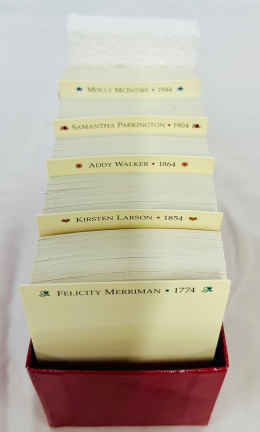 MOLLY MCINTIRE • 1944
SAMANTHA PARKINGTON • 1904
ADDY WALKER • 1864
KIRSTEN LARSON • 1854
FELICITY MERRIMAN • 1774